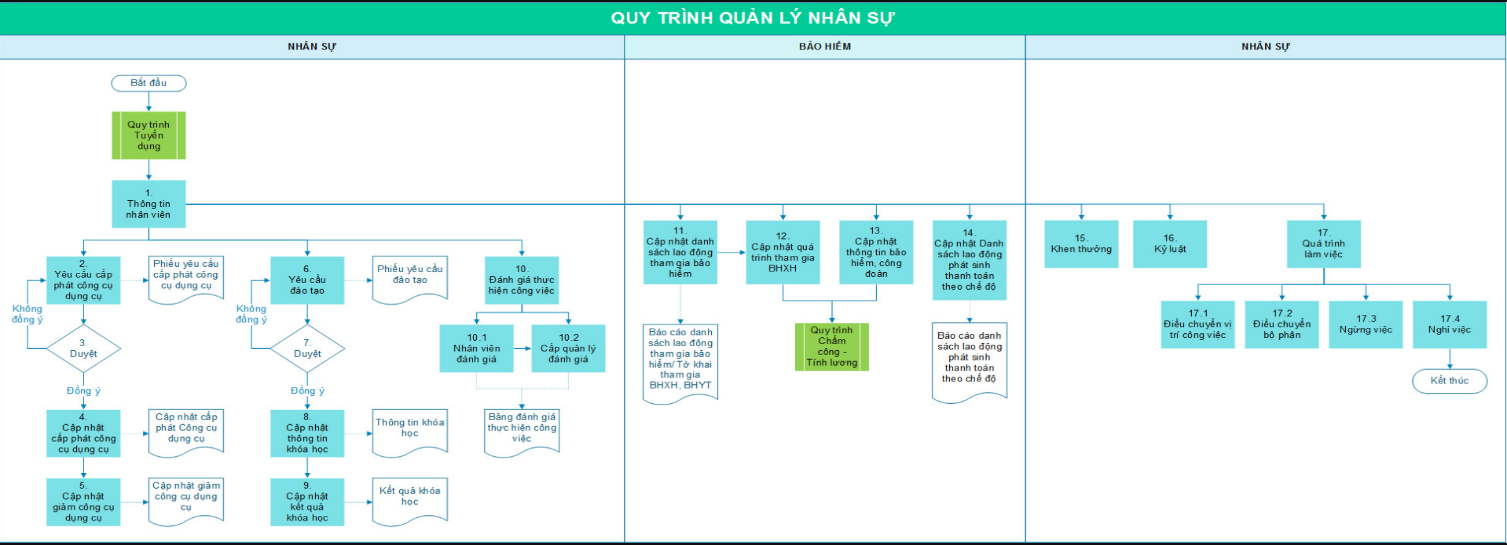 QUY TRÌNH QUẢN LÝ NHÂN SỰ
NHÂN SỰ
BẢO HIỂM
NHÂN SỰ
Bắt đầu
Quy trình
Tuyển
dụng
1.
Thông tin
nhân viên
2.
Yêu cầu cấp
phát công cụ
dụng cụ
Phiếu yêu cầu
cấp phát công
cụ dụng cụ
Không
đồng ý
3.
Duyệt
Đồng ý
4.
Cập nhật
cấp phát công
cụ dụng cụ
Cập nhật cấp
phát Công cụ
dụng cụ
5.
Cập nhật
giảm công cụ
dụng cụ
Cập nhật giảm
công cụ dụng
cụ
6.
Yêu cầu
đào tạo
Phiếu yêu cầu
đào tạo
Không
đồng ý
7.
Duyệt
Đồng ý
8.
Cập nhật
thông tin
khóa học
Thông tin khóa
học
9.
Cập nhật
kết quả
khóa học
Kết quả khóa
học
10.
Đánh giá thực
hiện công việc
10.1
Nhân viên
đánh giá
10.2
Cấp quản lý
đánh giá
Bảng đánh giá
thực hiện công
việc
11.
Cập nhật danh
sách lao động
tham gia bảo
hiểm
Báo cáo danh
sách lao động
tham gia bảo
hiểm/ Tờ khai
tham gia
BHXH, BHYT
12.
Cập nhật quá
trình tham gia
BHXH
13.
Cập nhật
thông tin bảo
hiểm, công
đoàn
Quy trình
Chấm
công -
Tính lương
14.
Cập nhật Danh
sách lao động
phát sinh
thanh toán
theo chế độ
Báo cáo danh
sách lao động
phát sinh
thanh toán
theo chế độ
15.
Khen thưởng
16.
Kỷ luật
17.
Quá trình
làm việc
17.1
Điều chuyển vị
trí công việc
17.2
Điều chuyển
bộ phận
17.3
Ngừng việc
17.4
Nghỉ việc
Kết thúc